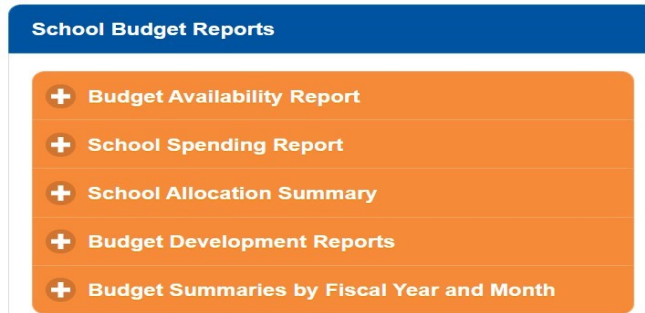 School Budget Reports
Budget Availability Report
School Spending Report
School Allocation Summary
Budget Development Reports
Budget Summaries by Fiscal Year and Month